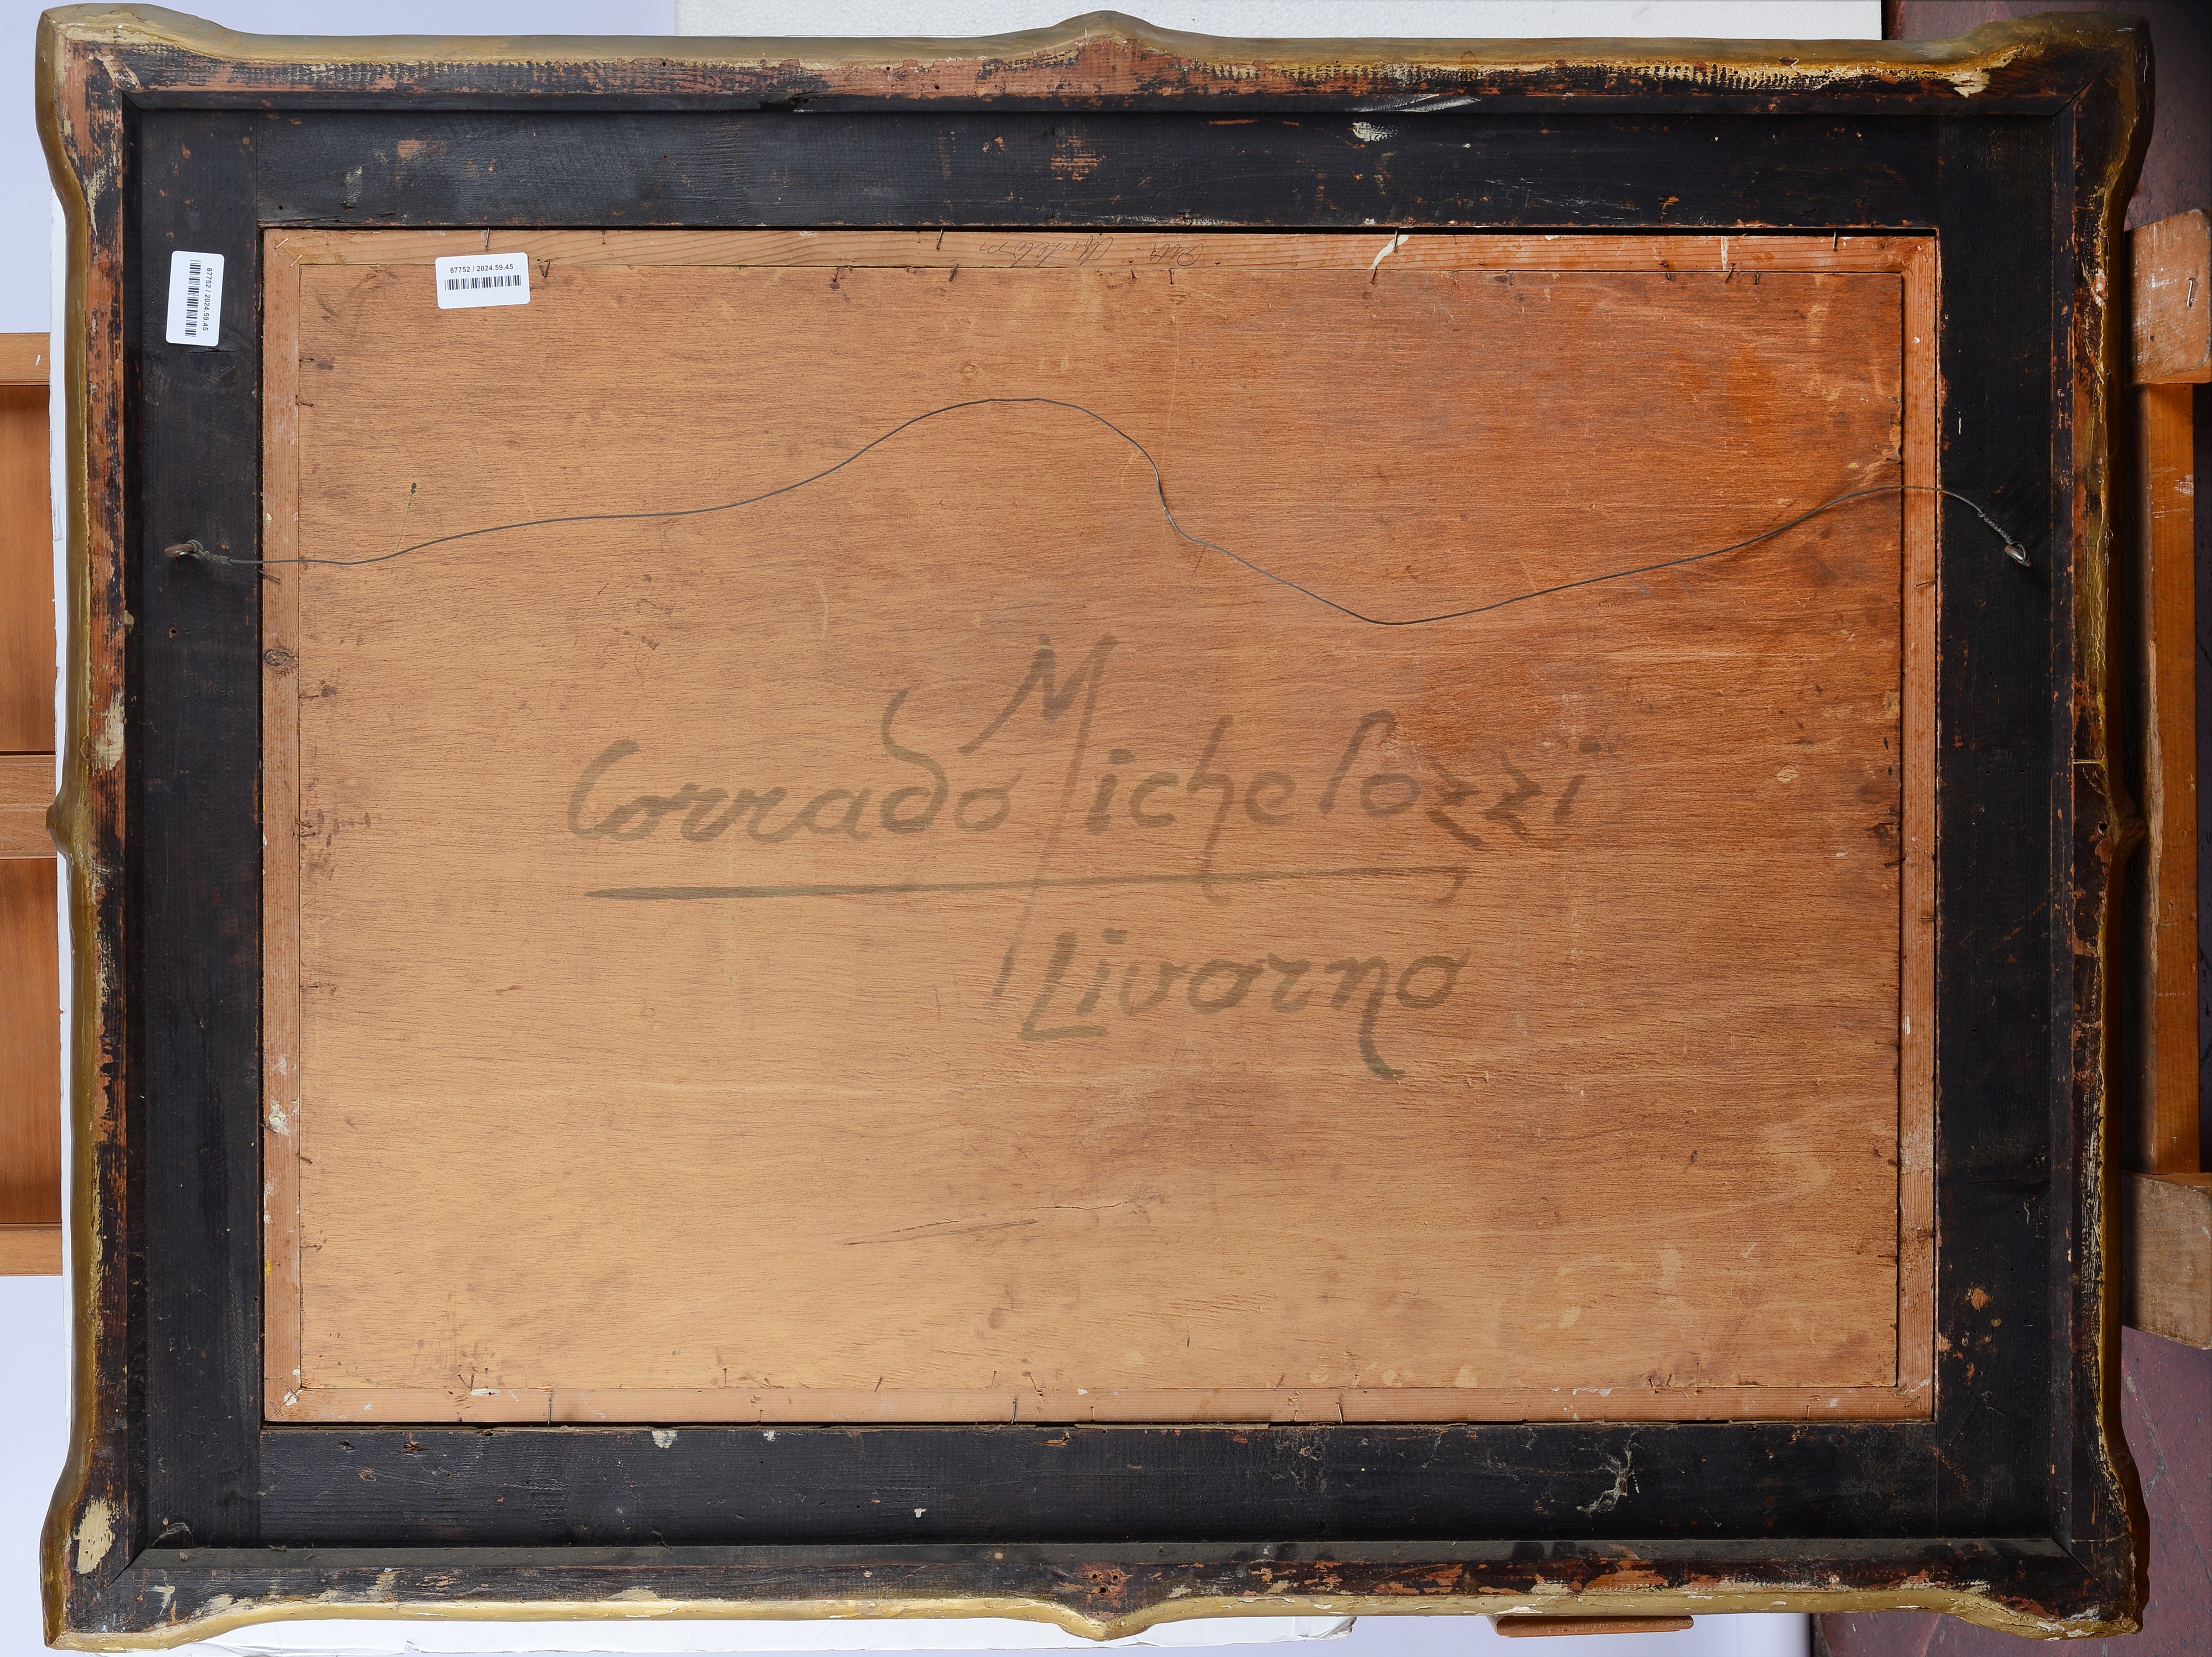 87752 / 2024.59.45
87752 / 2024.59.45
Corrado Michelozzi
Livorno